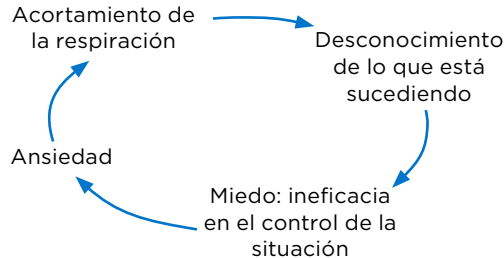 Acortamiento de
la respiración
Desconocimiento
de lo que está
sucediendo
Miedo: ineficacia
en el control de la
situación
Ansiedad